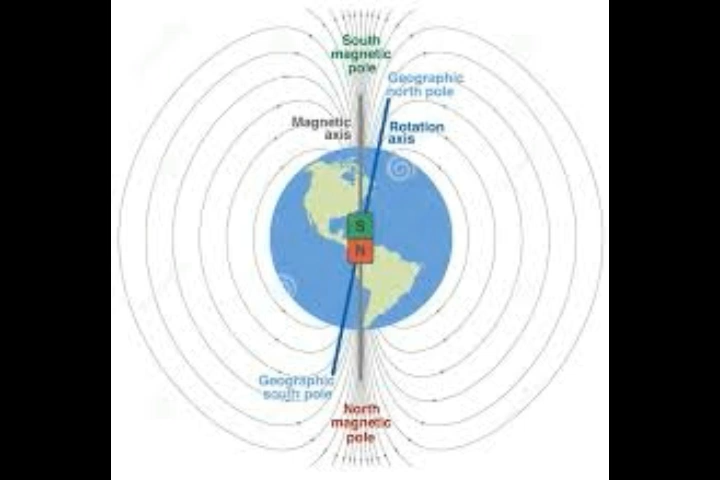 South
magnetic
pole
Geographic
north pole
Magnetic
axis
Rotation
axis
S
N
Geographic
south pole
North
magnetic
pole